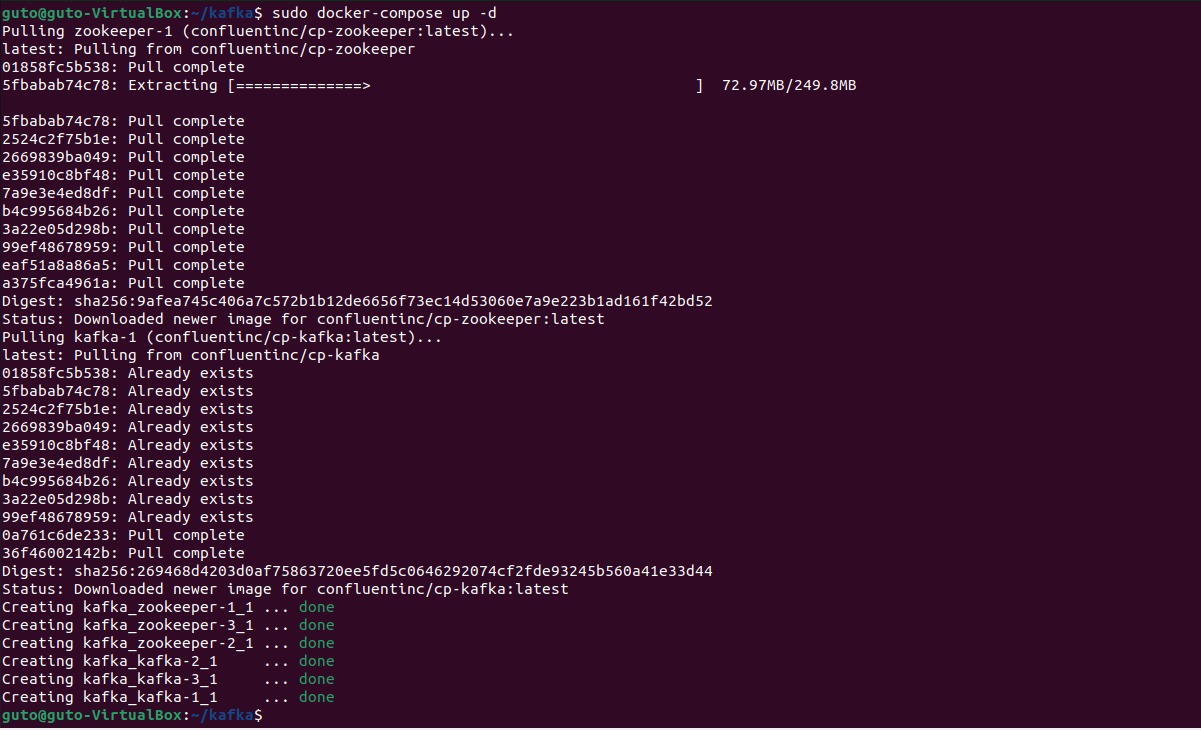 guto@guto-VirtualBox:~/kafka$ sudo docker-compose up -d
Pulling zookeeper-1 (confluentinc/cp-zookeeper:latest)...
latest: Pulling from confluentinc/cp-zookeeper
01858fc5b538: Pull complete
5fbabab74c78: Extracting [==============>                                    ]  72.97MB/249.8MB
5fbabab74c78: Pull complete
2524c2f75b1e: Pull complete
2669839ba049: Pull complete
e35910c8bf48: Pull complete
7a9e3e4ed8df: Pull complete
b4c995684b26: Pull complete
3a22e05d298b: Pull complete
99ef48678959: Pull complete
eaf51a8a86a5: Pull complete
a375fca4961a: Pull complete
Digest: sha256:9afea745c406a7c572b1b12de6656f73ec14d53060e7a9e223b1ad161f42bd52
Status: Downloaded newer image for confluentinc/cp-zookeeper:latest
Pulling kafka-1 (confluentinc/cp-kafka:latest)...
latest: Pulling from confluentinc/cp-kafka
01858fc5b538: Already exists
5fbabab74c78: Already exists
2524c2f75b1e: Already exists
2669839ba049: Already exists
e35910c8bf48: Already exists
7a9e3e4ed8df: Already exists
b4c995684b26: Already exists
3a22e05d298b: Already exists
99ef48678959: Already exists
0a761c6de233: Pull complete
36f46002142b: Pull complete
Digest: sha256:269468d4203d0af75863720ee5fd5c0646292074cf2fde93245b560a41e33d44
Status: Downloaded newer image for confluentinc/cp-kafka:latest
Creating kafka_zookeeper-1_1 ... done
Creating kafka_zookeeper-3_1 ... done
Creating kafka_zookeeper-2_1 ... done
Creating kafka_kafka-2_1     ... done
Creating kafka_kafka-3_1     ... done
Creating kafka_kafka-1_1     ... done
guto@guto-VirtualBox:~/kafka$